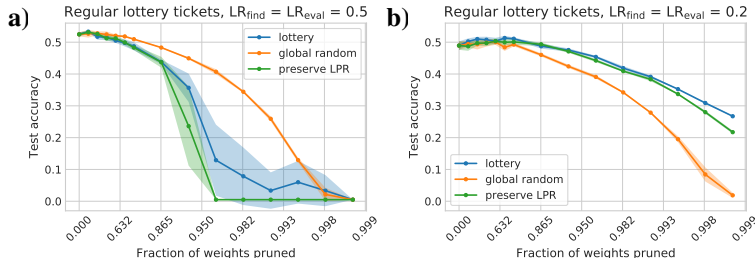 a)
Regular lottery tickets, LR_find = LR_eval = 0.5
Test accuracy
0.5
0.4
0.3
0.2
0.1
0.0
lottery
global random
preserve LPR
0.000 0.632 0.865 0.950 0.982 0.993 0.998 0.999
Fraction of weights pruned
b)
Regular lottery tickets, LR_find = LR_eval = 0.2
Test accuracy
0.5
0.4
0.3
0.2
0.1
0.0
lottery
global random
preserve LPR
0.000 0.632 0.865 0.950 0.982 0.993 0.998 0.999
Fraction of weights pruned